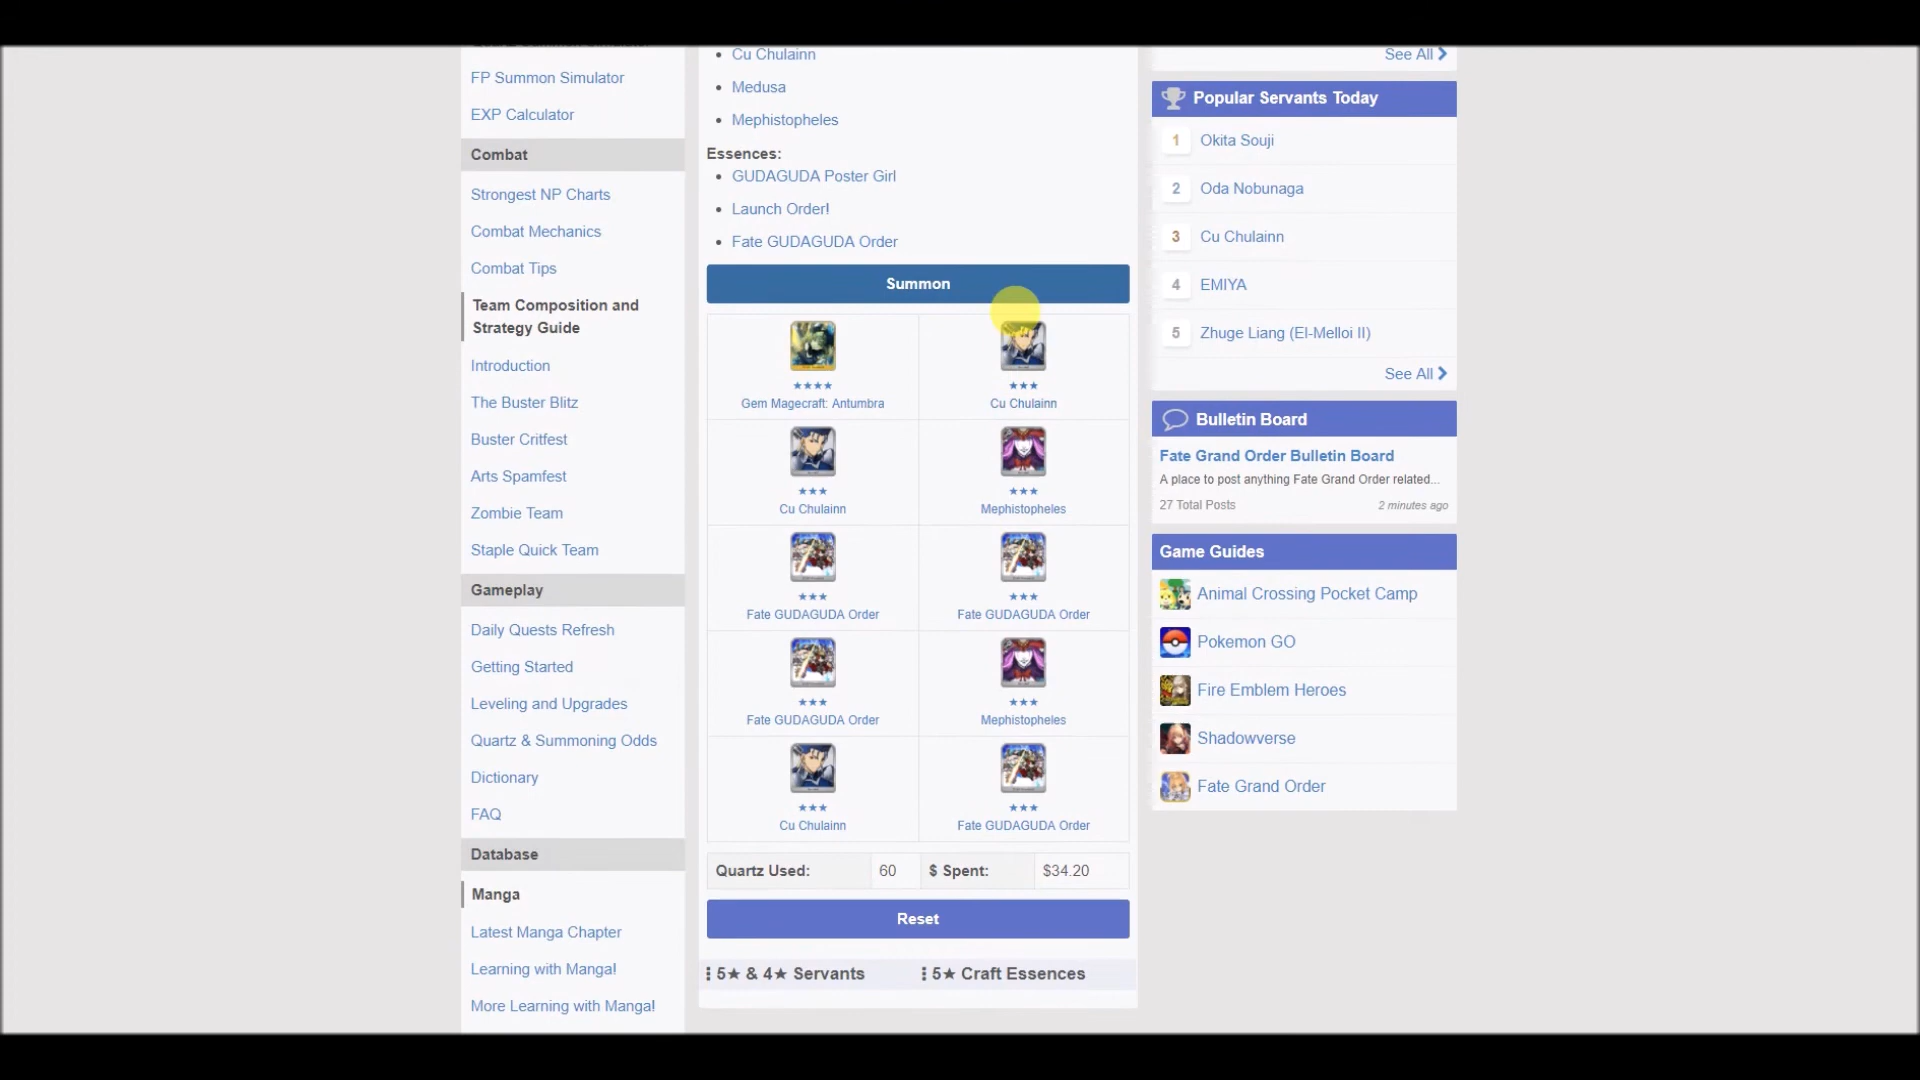 FP Summon Simulator
EXP Calculator
Combat
Strongest NP Charts
Combat Mechanics
Combat Tips
Team Composition and
Strategy Guide
Introduction
The Buster Blitz
Buster Critfest
Arts Spamfest
Zombie Team
Staple Quick Team
Gameplay
Daily Quests Refresh
Getting Started
Leveling and Upgrades
Quartz & Summoning Odds
Dictionary
FAQ
Database
Manga
Latest Manga Chapter
Learning with Manga!
More Learning with Manga!
• Cu Chulainn
• Medusa
• Mephistopheles
Essences:
• GUDAGUDA Poster Girl
• Launch Order!
• Fate GUDAGUDA Order
Summon
★★★★ ★★★
Gem Magecraft: Antumbra Cu Chulainn
★★★ ★★★
Cu Chulainn Mephistopheles
★★★ ★★★
Fate GUDAGUDA Order Fate GUDAGUDA Order
★★★ ★★★
Fate GUDAGUDA Order Mephistopheles
★★★ ★★★
Cu Chulainn Fate GUDAGUDA Order
Quartz Used: 60 $ Spent: $34.20
Reset
5★ & 4★ Servants 5★ Craft Essences
See All
Popular Servants Today
1 Okita Souji
2 Oda Nobunaga
3 Cu Chulainn
4 EMIYA
5 Zhuge Liang (El-Melloi II)
See All
Bulletin Board
Fate Grand Order Bulletin Board
A place to post anything Fate Grand Order related...
27 Total Posts 2 minutes ago
Game Guides
Animal Crossing Pocket Camp
Pokemon GO
Fire Emblem Heroes
Shadowverse
Fate Grand Order